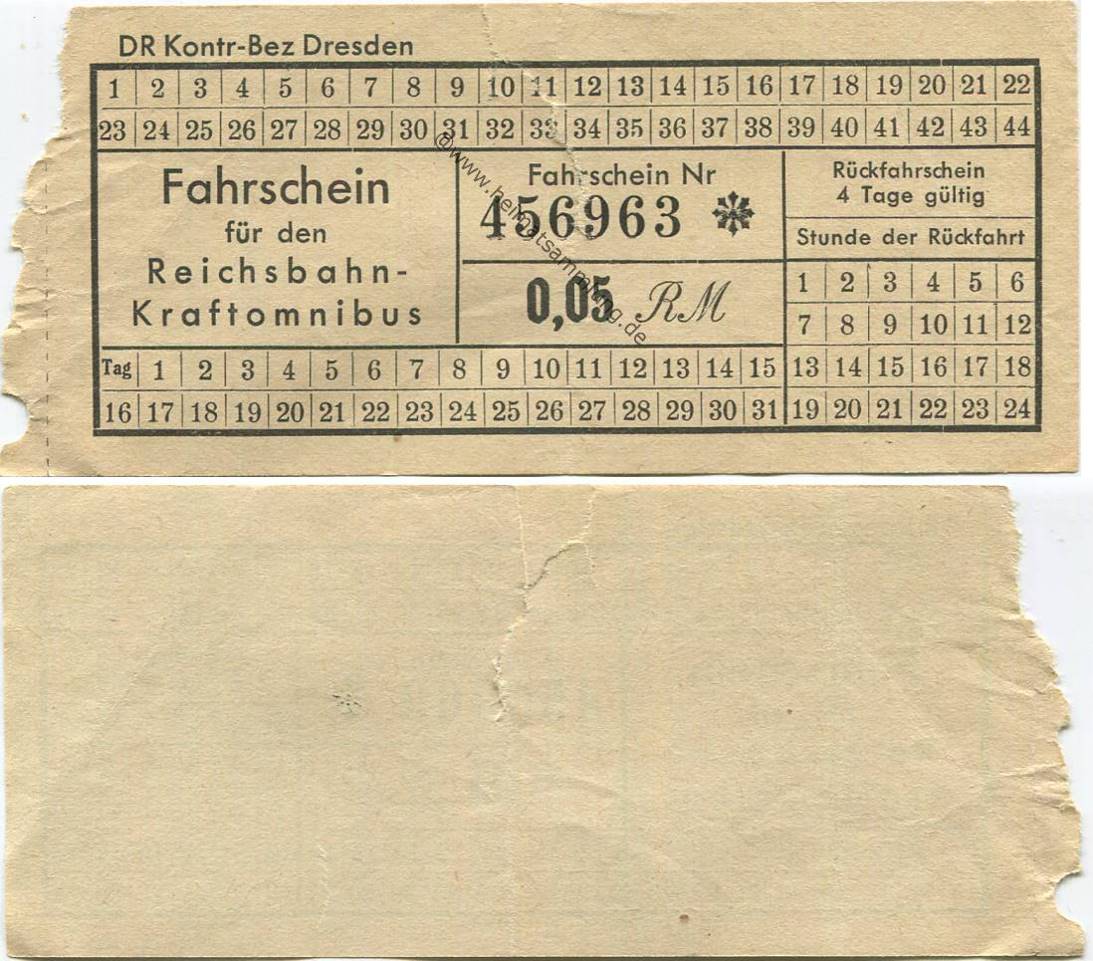 DR Kontr-Bez Dresden
1 2 3 4 5 6 7 8 9 10 11 12 13 14 15 16 17 18 19 20 21 22
23 24 25 26 27 28 29 30 31 32 33 34 35 36 37 38 39 40 41 42 43 44
Fahrschein
für den
Reichsbahn-
Kraftomnibus
Fahrschein Nr
456963 *
0,05 RM
Rückfahrschein
4 Tage gültig
Stunde der Rückfahrt
1 2 3 4 5 6
7 8 9 10 11 12
13 14 15 16 17 18
19 20 21 22 23 24
Tag 1 2 3 4 5 6 7 8 9 10 11 12 13 14 15
16 17 18 19 20 21 22 23 24 25 26 27 28 29 30 31
@www.heimatsammlung.de